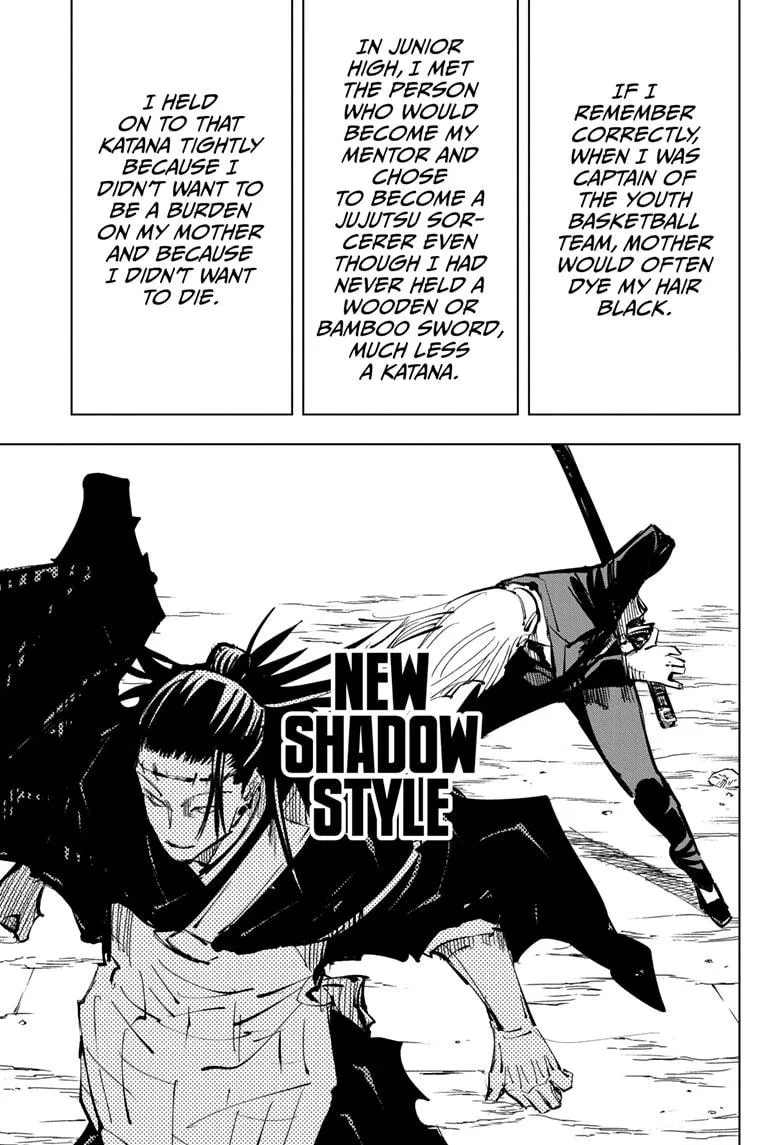 IF I
REMEMBER
CORRECTLY,
WHEN I WAS
CAPTAIN OF
THE YOUTH
BASKETBALL
TEAM, MOTHER
WOULD OFTEN
DYE MY HAIR
BLACK.
IN JUNIOR
HIGH, I MET
THE PERSON
WHO WOULD
BECOME MY
MENTOR AND
CHOSE
TO BECOME A
JUJUTSU SOR-
CERER EVEN
THOUGH I HAD
NEVER HELD A
WOODEN OR
BAMBOO SWORD,
MUCH LESS
A KATANA.
I HELD
ON TO THAT
KATANA TIGHTLY
BECAUSE I
DIDN'T WANT TO
BE A BURDEN
ON MY MOTHER
AND BECAUSE
I DIDN'T WANT
TO DIE.
NEW
SHADOW
STYLE